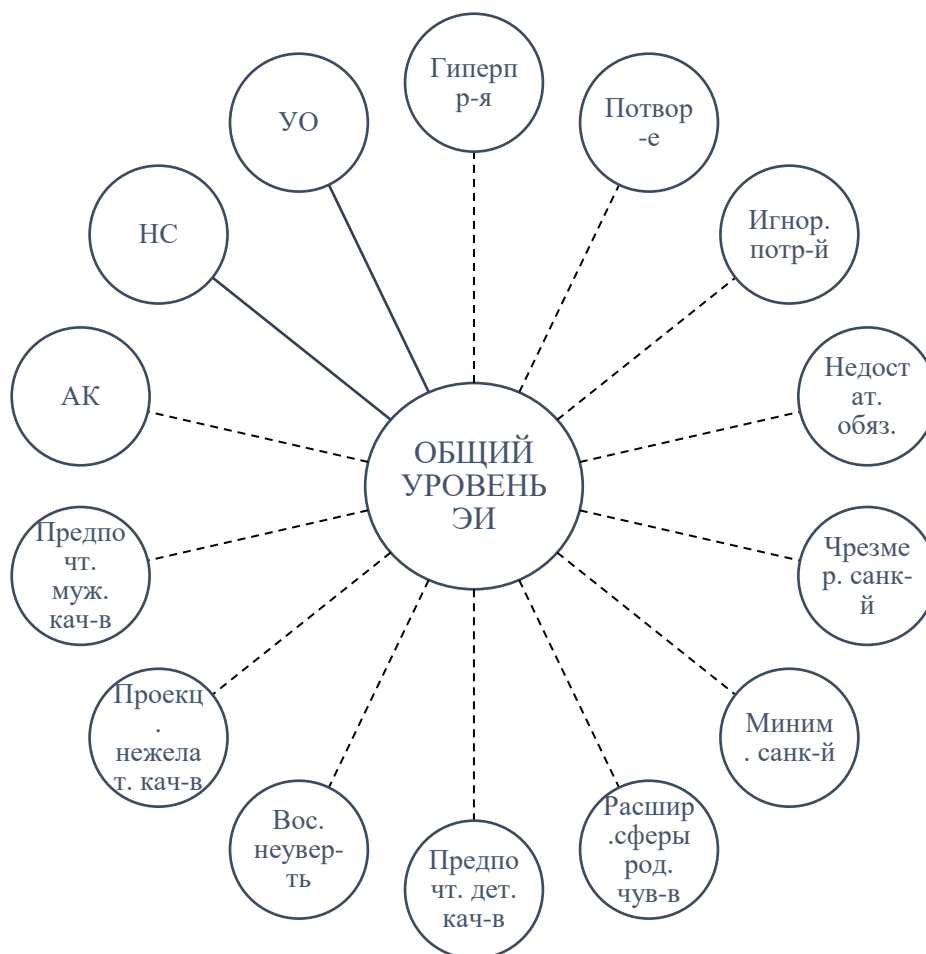 Гиперп
р-я
Потвор
-е
Игнор.
потр-й
Недост
ат.
обяз.
Чрезме
р. санк-
й
Миним
. санк-й
Расшир
.сферы
род.
чув-в
Предпо
чт. дет.
кач-в
Вос.
неувер-
ть
Проекц
.
нежела
т. кач-в
Предпо
чт.
муж.
кач-в
АК
НС
УО
ОБЩИЙ
УРОВЕНЬ
ЭИ